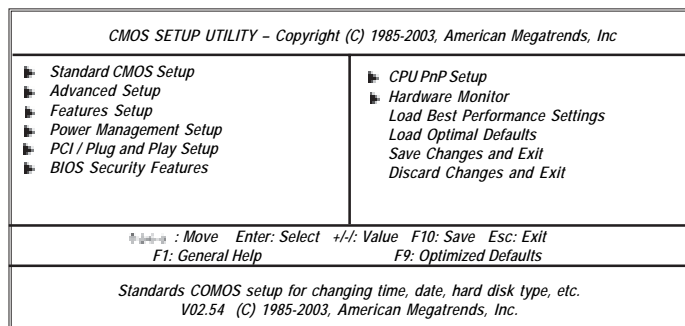 CMOS SETUP UTILITY – Copyright (C) 1985-2003, American Megatrends, Inc
Standard CMOS Setup
Advanced Setup
Features Setup
Power Management Setup
PCI / Plug and Play Setup
BIOS Security Features
CPU PnP Setup
Hardware Monitor
Load Best Performance Settings
Load Optimal Defaults
Save Changes and Exit
Discard Changes and Exit
: Move Enter: Select +/-/: Value F10: Save Esc: Exit
F1: General Help F9: Optimized Defaults
Standards COMOS setup for changing time, date, hard disk type, etc.
V02.54 (C) 1985-2003, American Megatrends, Inc.